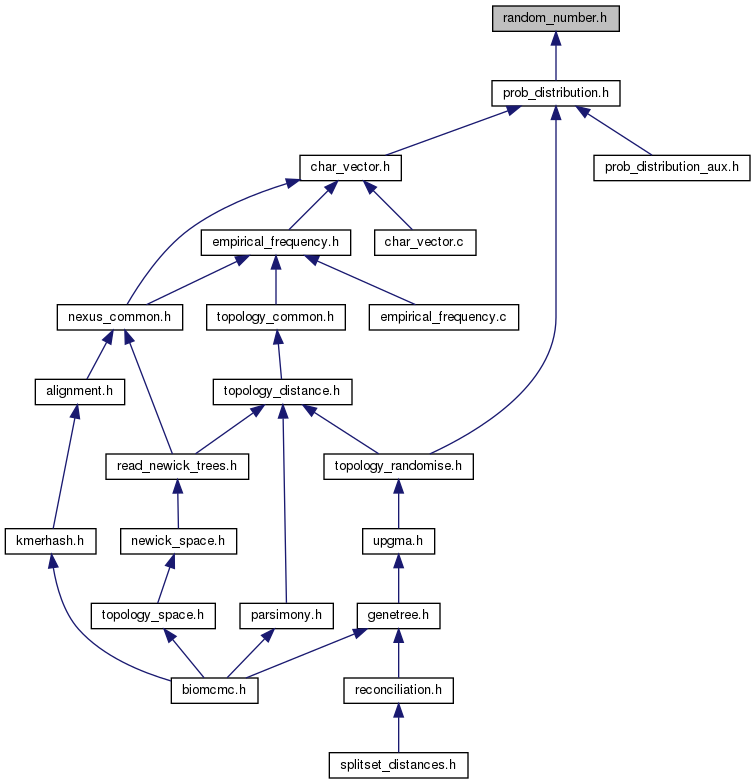 random_number.h
prob_distribution.h
char_vector.h
prob_distribution_aux.h
empirical_frequency.h
char_vector.c
nexus_common.h
topology_common.h
empirical_frequency.c
alignment.h
topology_distance.h
read_newick_trees.h
topology_randomise.h
kmerhash.h
newick_space.h
upgma.h
topology_space.h
parsimony.h
genetree.h
biomcmc.h
reconciliation.h
splitset_distances.h